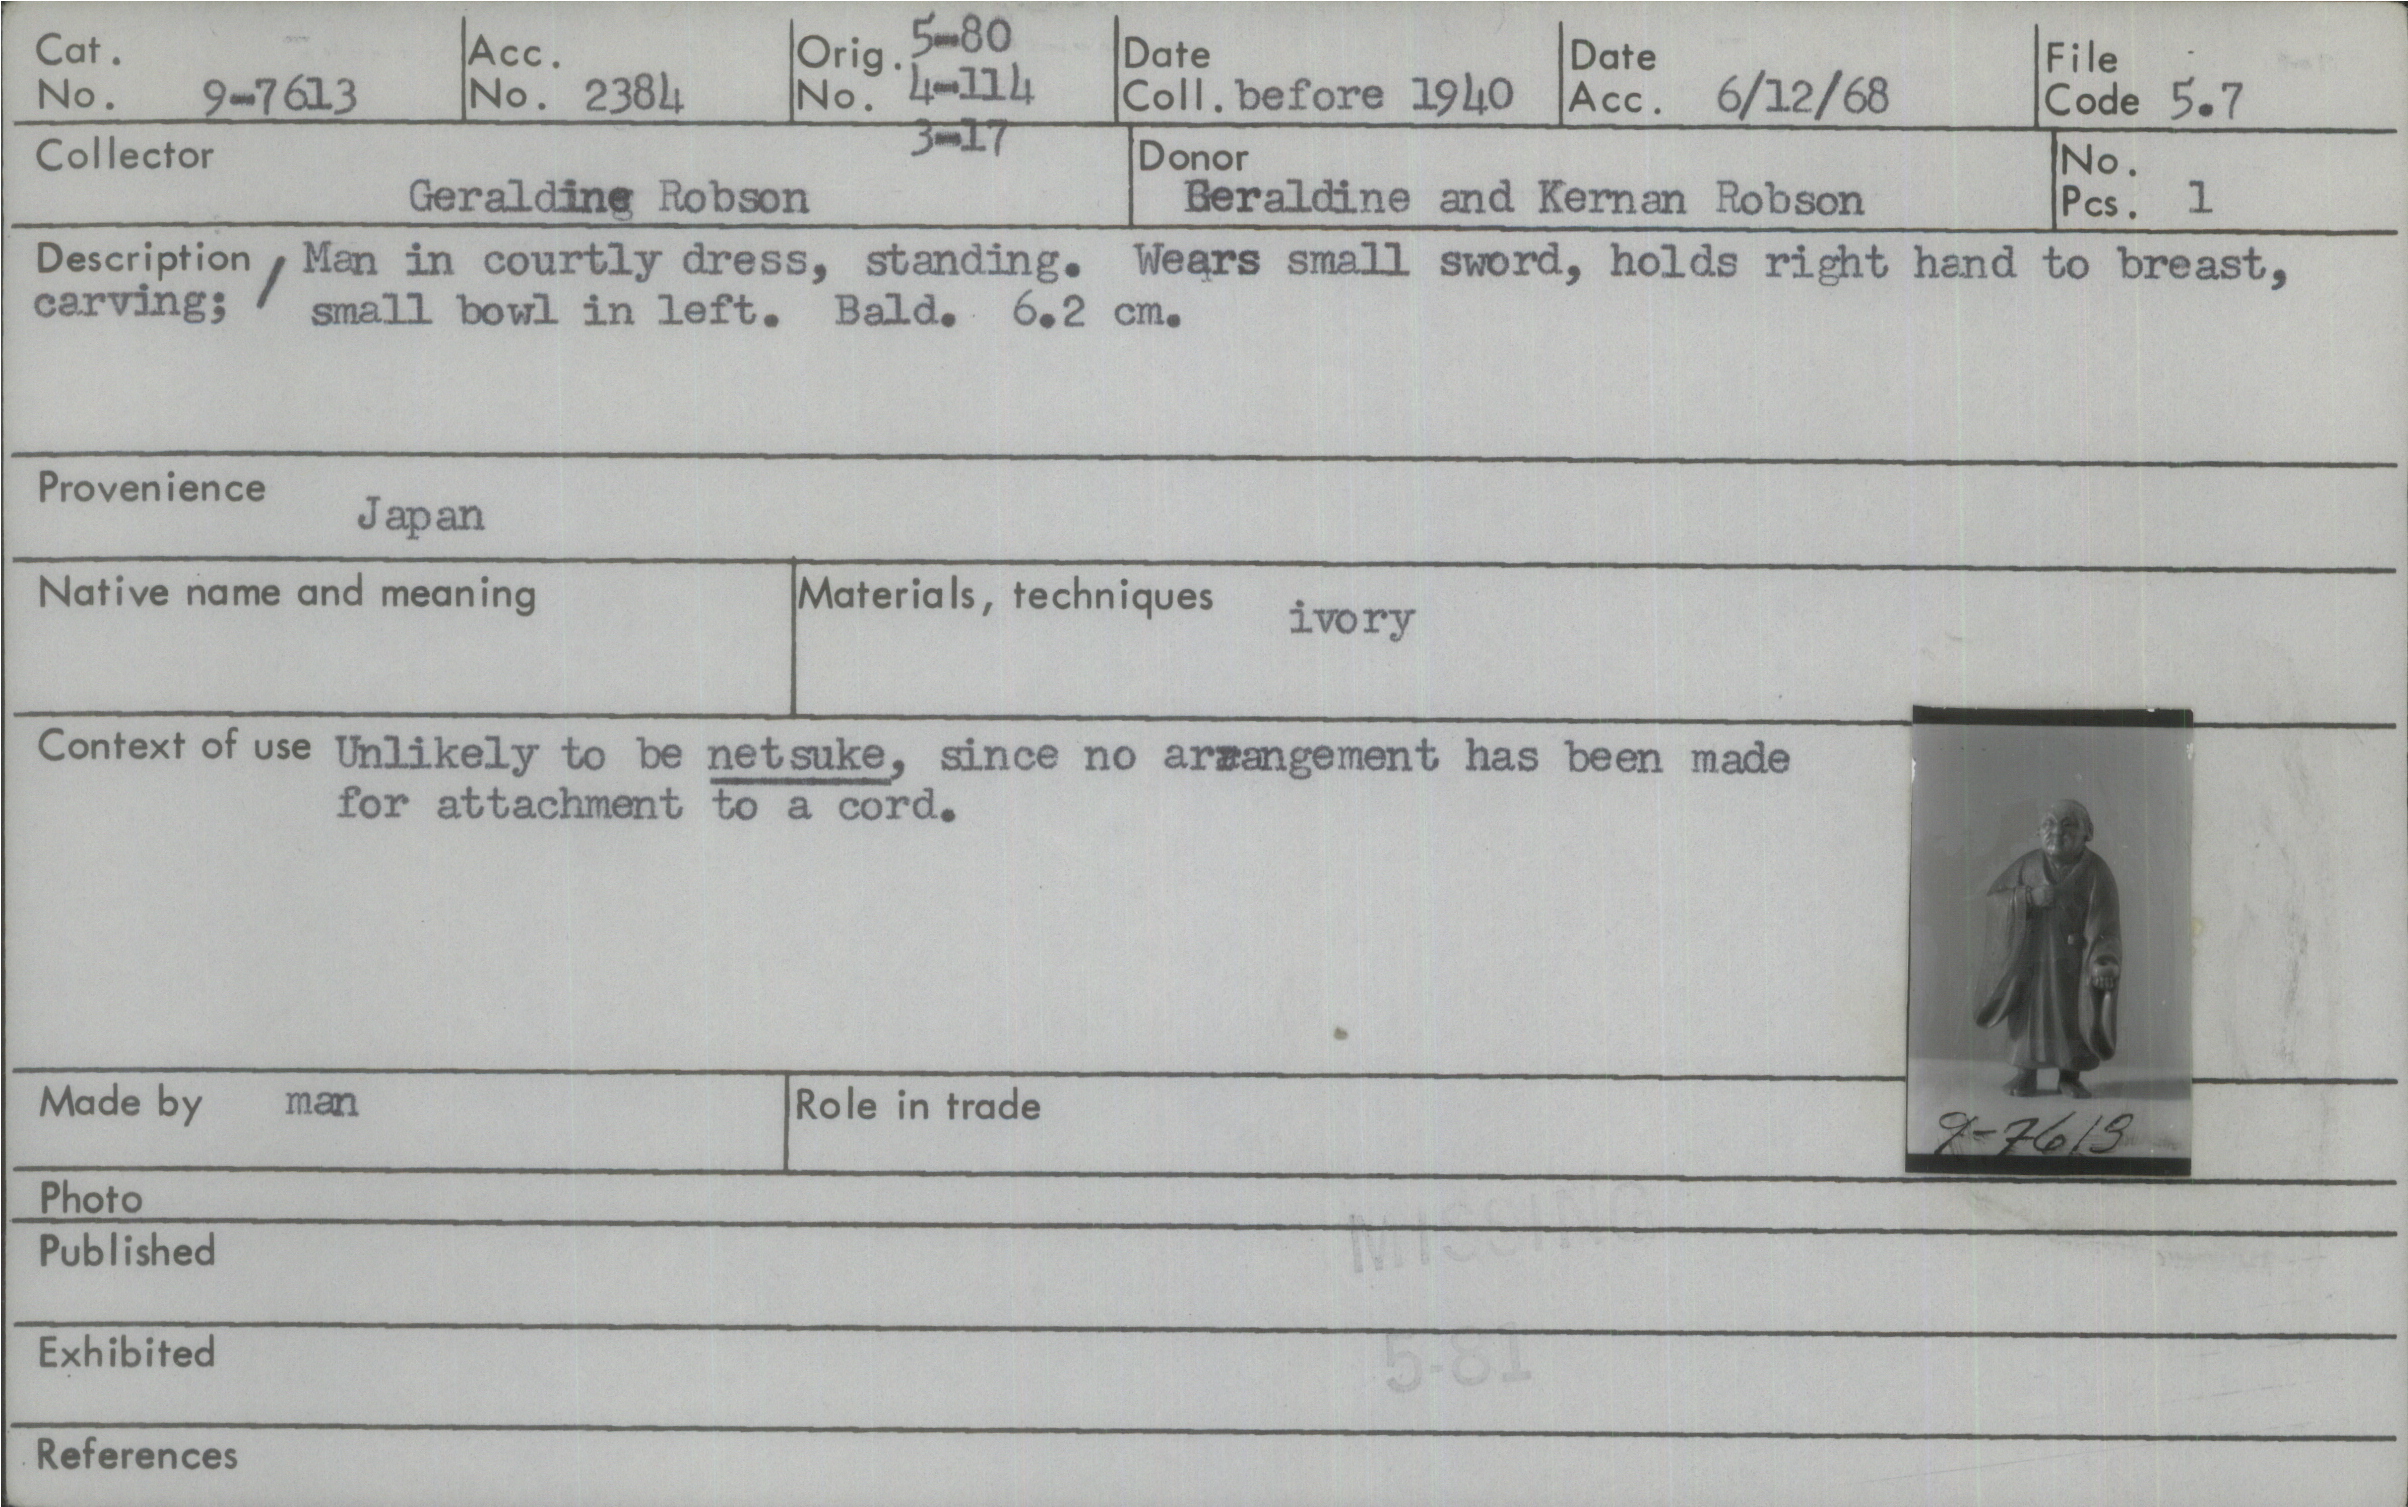 Cat. No. 9-7613
Acc. No. 2384
Orig. No. 5-80
4-114
3-17
Date Coll. before 1940
Date Acc. 6/12/68
File Code 5.7
Collector
Geraldine Robson
Donor
Geraldine and Kernan Robson
No. Pcs. 1
Description / Man in courtly dress, standing. Wears small sword, holds right hand to breast,
carving; small bowl in left. Bald. 6.2 cm.
Provenience
Japan
Native name and meaning
Materials, techniques
ivory
Context of use Unlikely to be netsuke, since no arrangement has been made
for attachment to a cord.
9-7613
Made by man
Role in trade
Photo
MISSING
Published
5-81
Exhibited
References